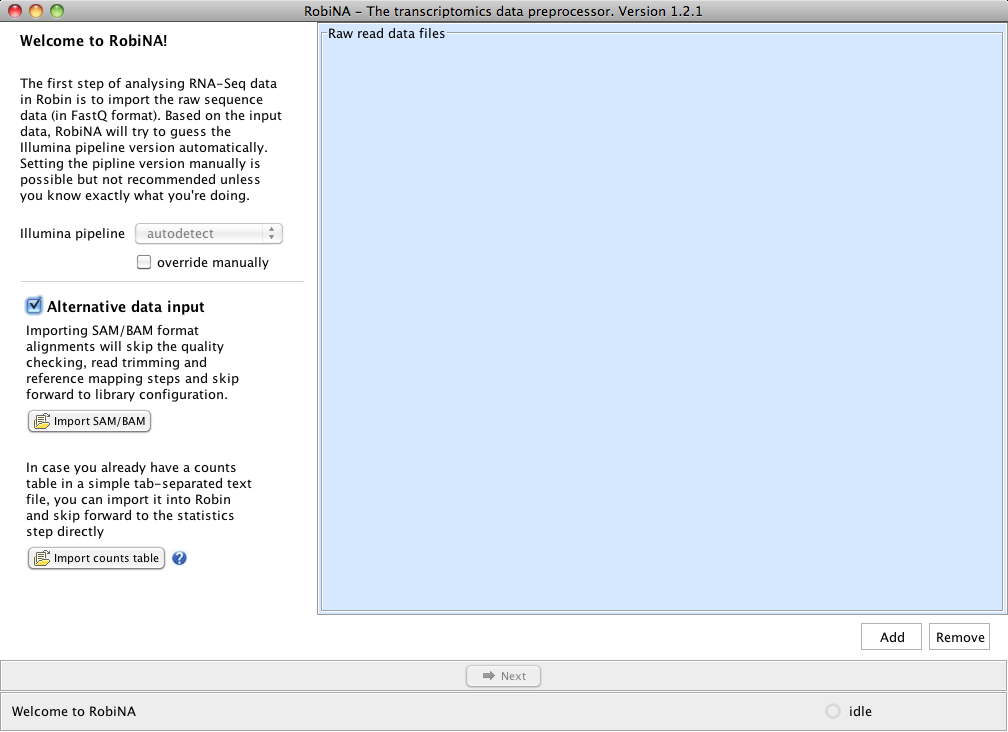 RobiNA - The transcriptomics data preprocessor. Version 1.2.1
Welcome to RobiNA!
The first step of analysing RNA-Seq data
in Robin is to import the raw sequence
data (in FastQ format). Based on the input
data, RobiNA will try to guess the
Illumina pipeline version automatically.
Setting the pipline version manually is
possible but not recommended unless
you know exactly what you're doing.
Illumina pipeline autodetect
override manually
Alternative data input
Importing SAM/BAM format
alignments will skip the quality
checking, read trimming and
reference mapping steps and skip
forward to library configuration.
Import SAM/BAM
In case you already have a counts
table in a simple tab-separated text
file, you can import it into Robin
and skip forward to the statistics
step directly
Import counts table ?
Raw read data files
Add Remove
Next
Welcome to RobiNA idle